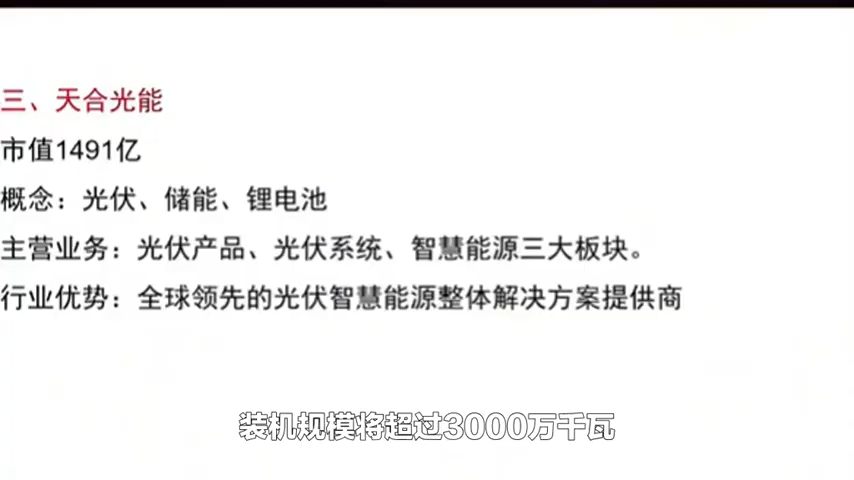 三、天合光能
市值1491亿
概念：光伏、储能、锂电池
主营业务：光伏产品、光伏系统、智慧能源三大板块。
行业优势：全球领先的光伏智慧能源整体解决方案提供商
装机规模将超过3000万千瓦